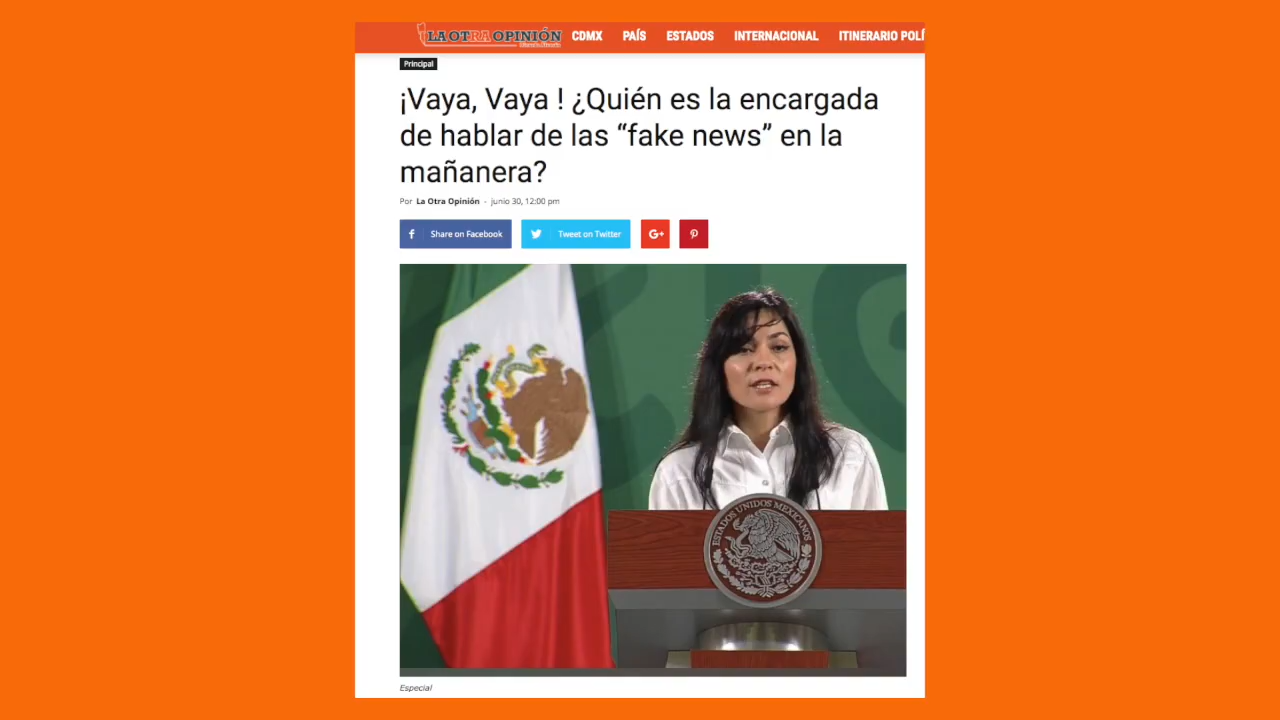 LA OTRA OPINIÓN
CDMX PAÍS ESTADOS INTERNACIONAL ITINERARIO POLÍ
Principal
¡Vaya, Vaya ! ¿Quién es la encargada
de hablar de las “fake news” en la
mañanera?
Por La Otra Opinión - junio 30, 12:00 pm
Share on Facebook
Tweet on Twitter
G+
ESTADOS UNIDOS MEXICANOS
Especial